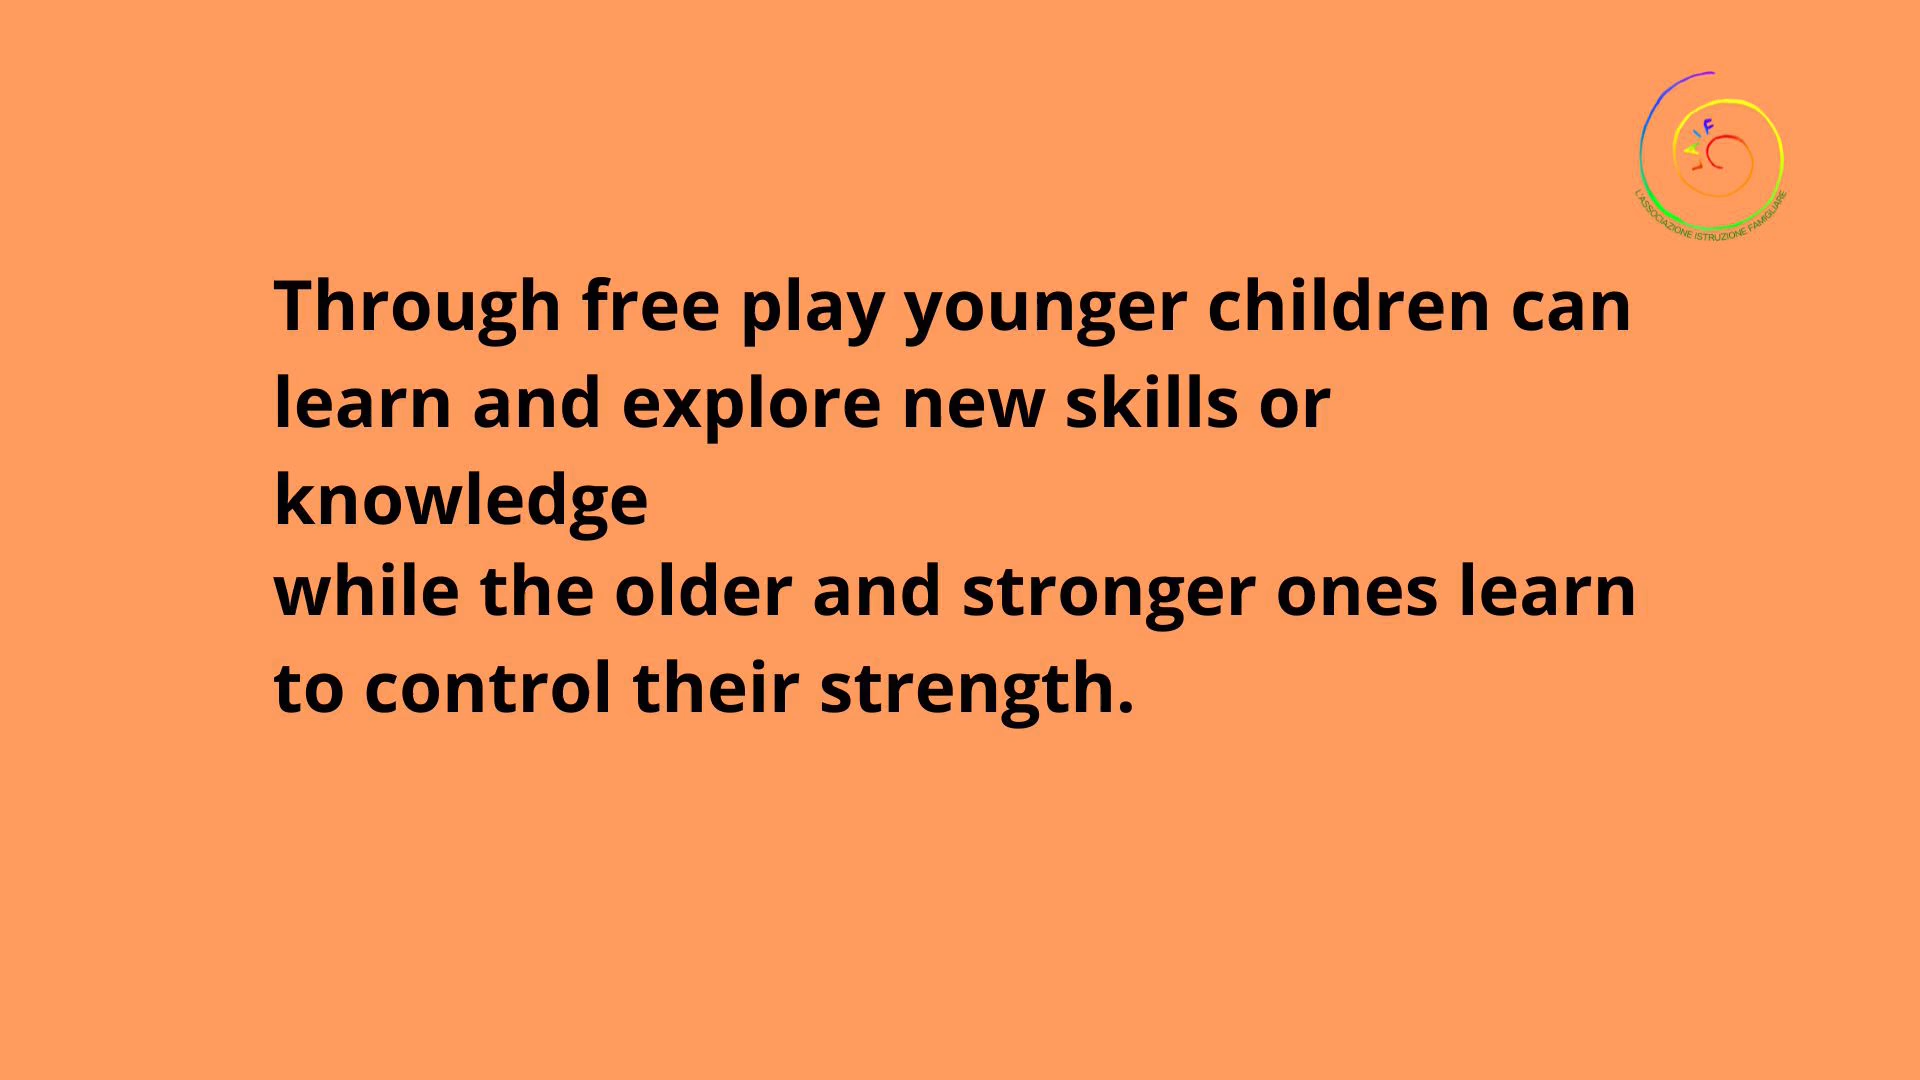 LAIF
L'ASSOCIAZIONE ISTRUZIONE FAMIGLIARE
Through free play younger children can
learn and explore new skills or
knowledge
while the older and stronger ones learn
to control their strength.